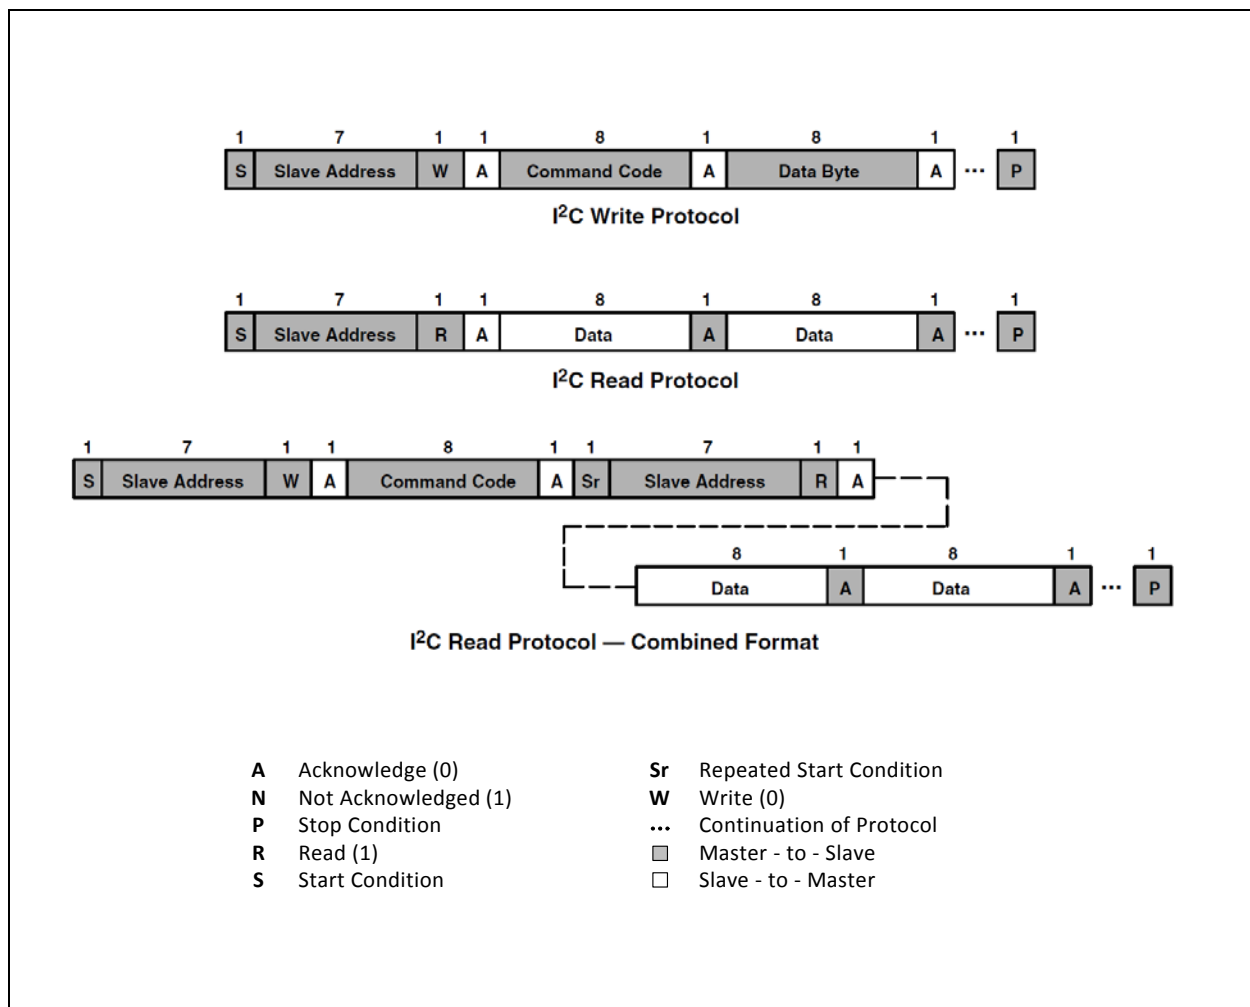 1 7 1 1 8 1 8 1 1
S Slave Address W A Command Code A Data Byte A ••• P
I²C Write Protocol
1 7 1 1 8 1 8 1 1
S Slave Address R A Data A Data A ••• P
I²C Read Protocol
1 7 1 1 8 1 1 7 1 1
S Slave Address W A Command Code A Sr Slave Address R A
8 1 8 1 1
Data A Data A ••• P
I²C Read Protocol — Combined Format
A Acknowledge (0) Sr Repeated Start Condition
N Not Acknowledged (1) W Write (0)
P Stop Condition ••• Continuation of Protocol
R Read (1) Master - to - Slave
S Start Condition Slave - to - Master